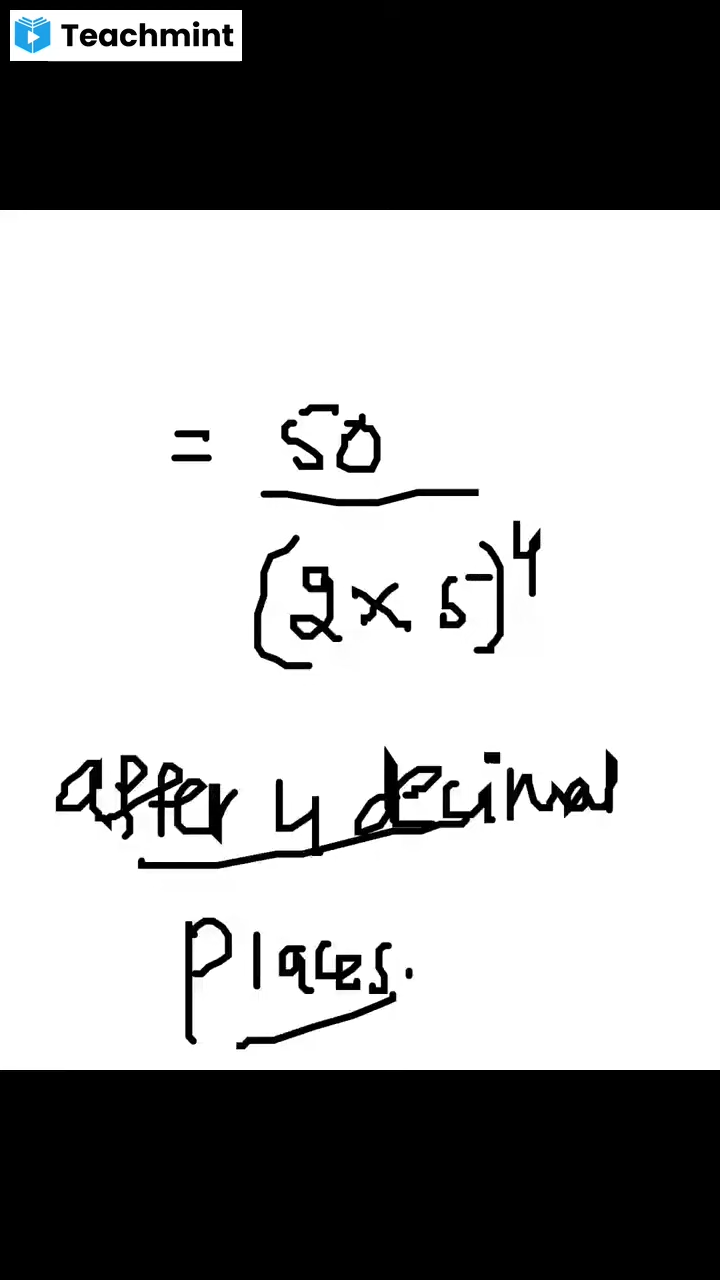 Teachmint
= 50
(2 x 5)^4
after 4 decimal
places.